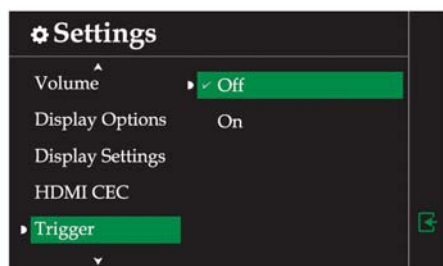 Settings
Volume
Display Options
Display Settings
HDMI CEC
Trigger
Off
On